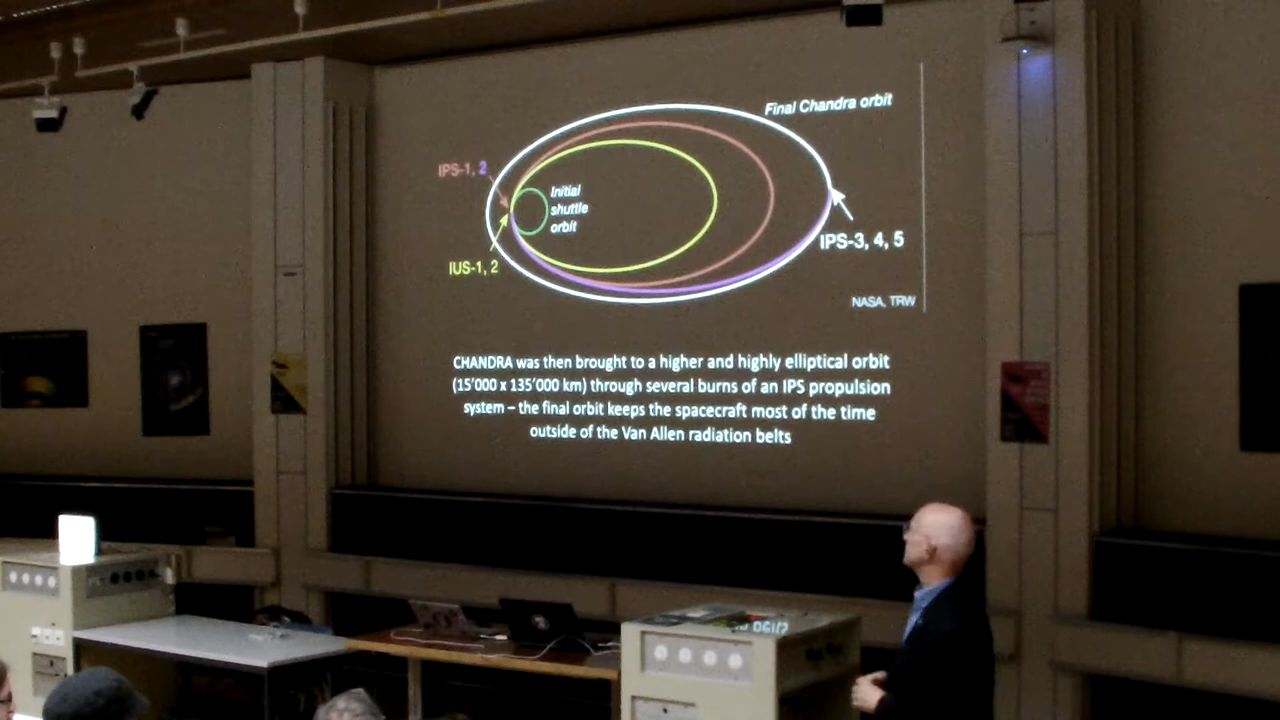 Final Chandra orbit
IPS-1, 2
Initial
shuttle
orbit
IUS-1, 2
IPS-3, 4, 5
NASA, TRW
CHANDRA was then brought to a higher and highly elliptical orbit
(15'000 x 135'000 km) through several burns of an IPS propulsion
system – the final orbit keeps the spacecraft most of the time
outside of the Van Allen radiation belts